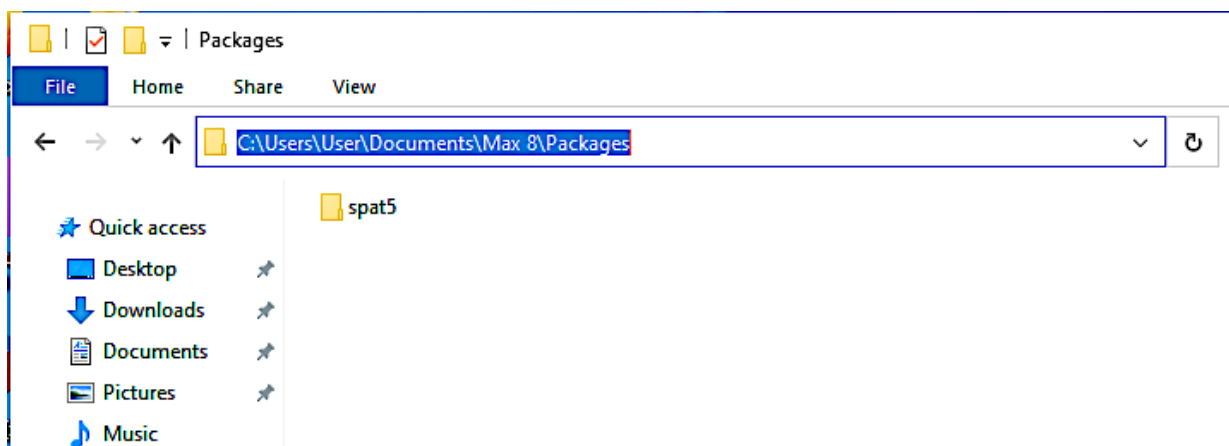 Packages
File Home Share View
C:\Users\User\Documents\Max 8\Packages
spat5
Quick access
Desktop
Downloads
Documents
Pictures
Music